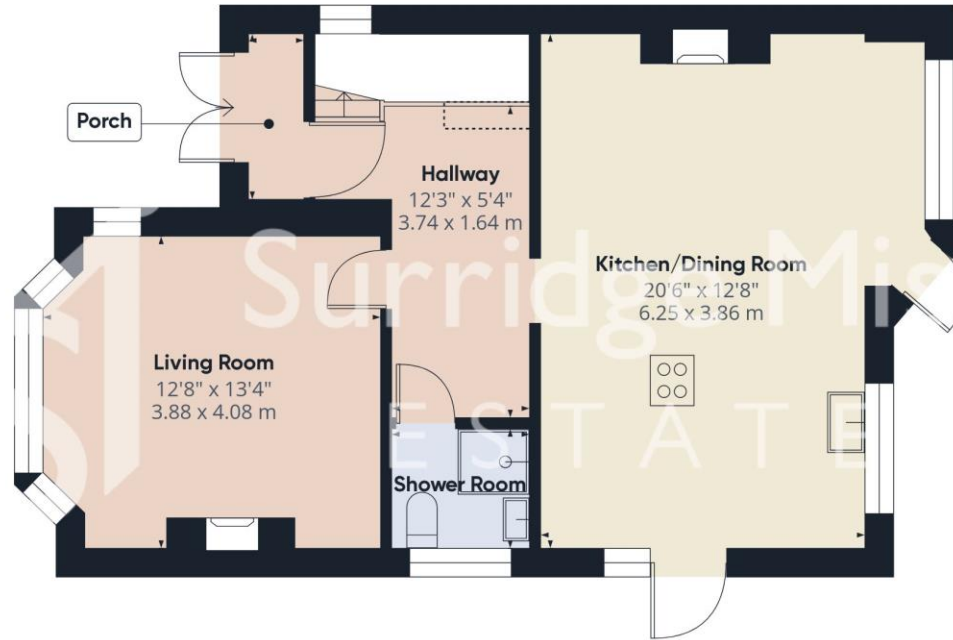 Porch
Hallway
12'3" x 5'4"
3.74 x 1.64 m
Kitchen/Dining Room
20'6" x 12'8"
6.25 x 3.86 m
Living Room
12'8" x 13'4"
3.88 x 4.08 m
Shower Room
Surridge Mis
ESTATE